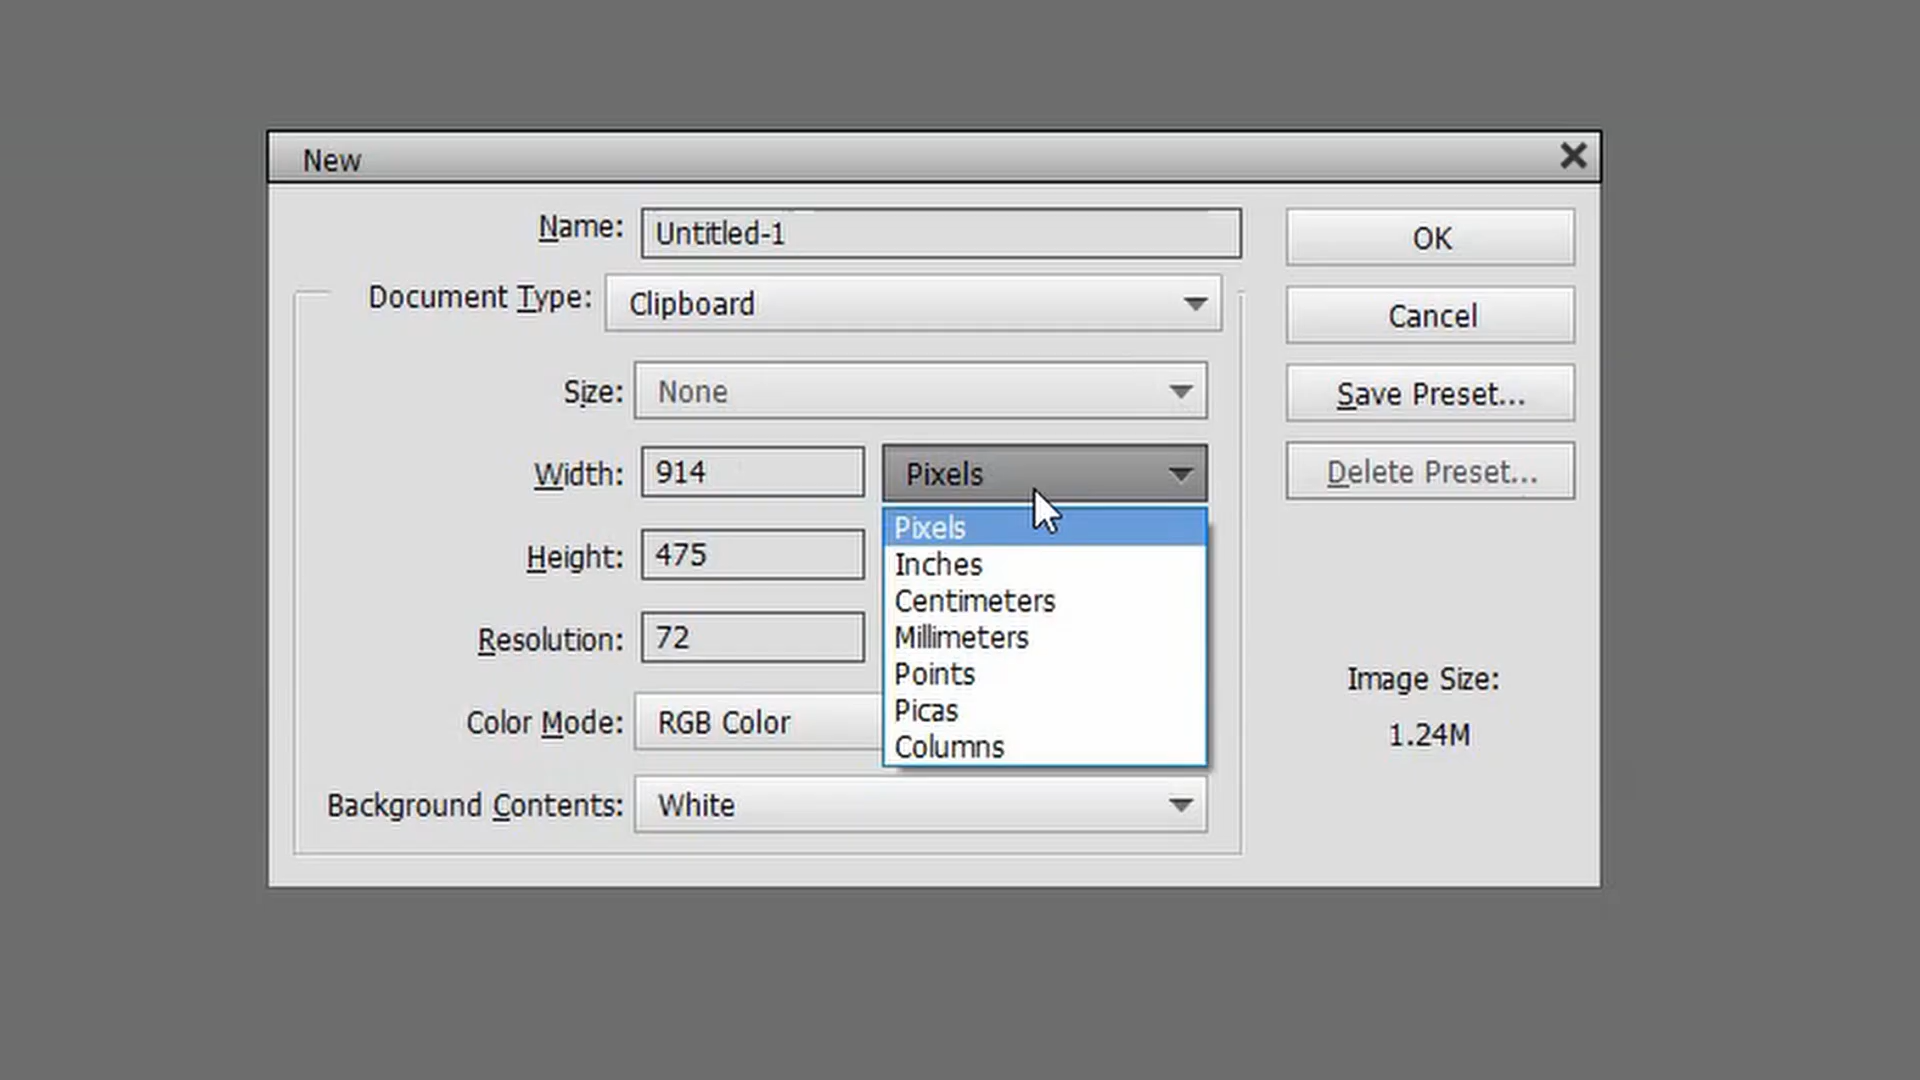 New
Name: Untitled-1
OK
Document Type: Clipboard
Cancel
Size: None
Save Preset...
Width: 914 Pixels
Delete Preset...
Pixels
Inches
Centimeters
Millimeters
Points
Picas
Columns
Height: 475
Resolution: 72
Color Mode: RGB Color
Background Contents: White
Image Size:
1.24M